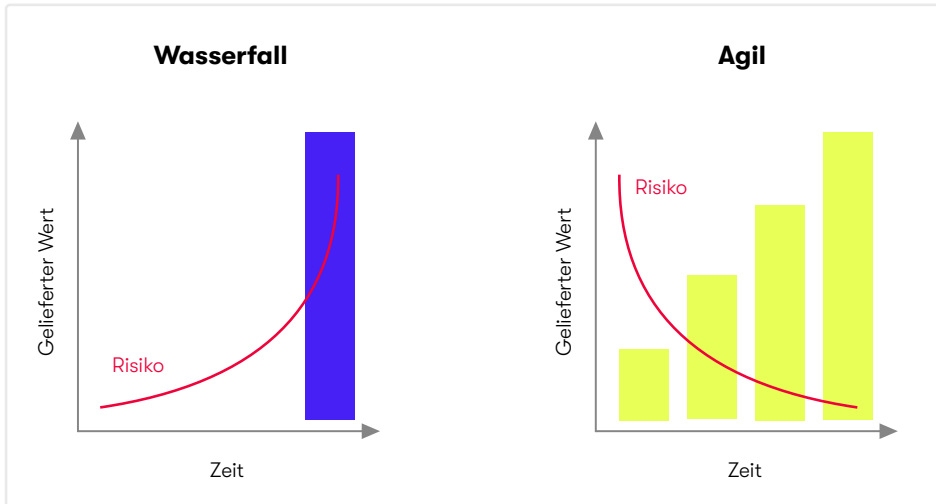 Wasserfall
Gelieferter Wert
Risiko
Zeit
Agil
Gelieferter Wert
Risiko
Zeit